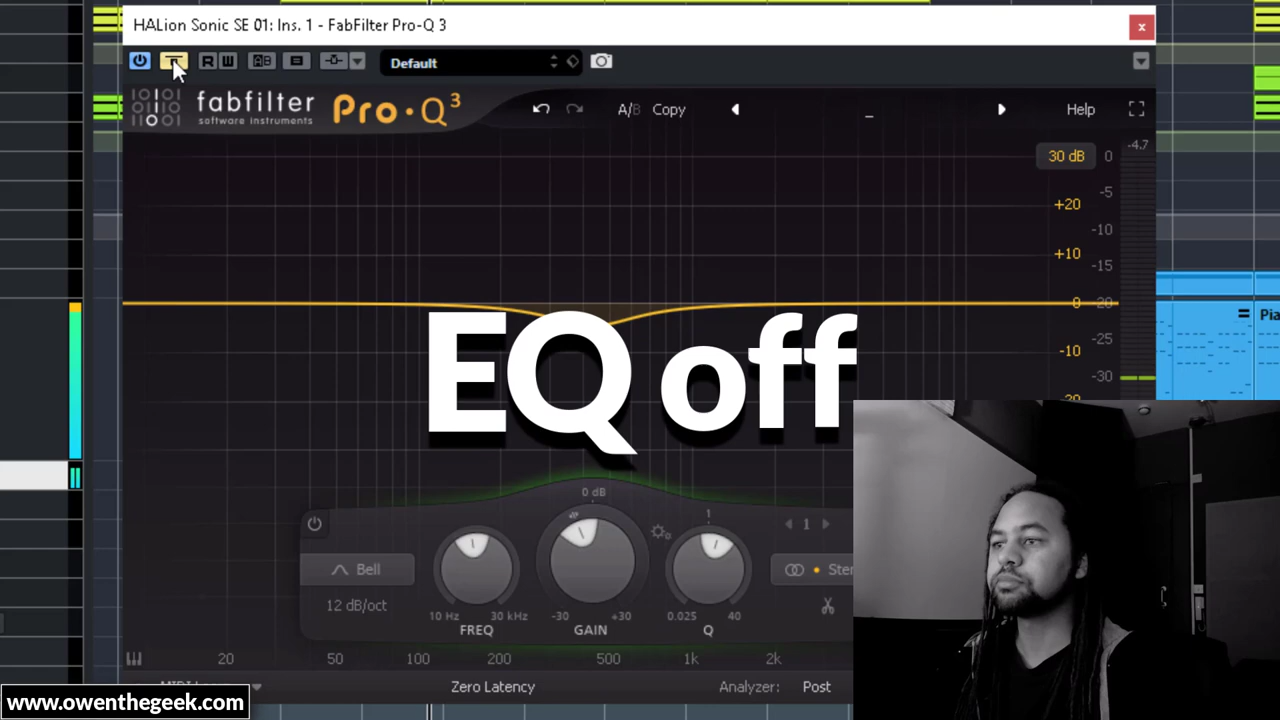 HALion Sonic SE 01: Ins. 1 - FabFilter Pro-Q 3
x
R W A B Default
fabfilter
software instruments
Pro·Q3
A/B Copy
Help
-4.7
30 dB 0
-5
+20
-10
+10
-15
0 -20
Pia
-25
-10
-30
EQ off
0 dB
1
1
Bell
Ster
12 dB/oct
10 Hz 30 kHz -30 +30 0.025 40
FREQ GAIN Q
20 50 100 200 500 1k 2k
Zero Latency Analyzer: Post
www.owenthegeek.com